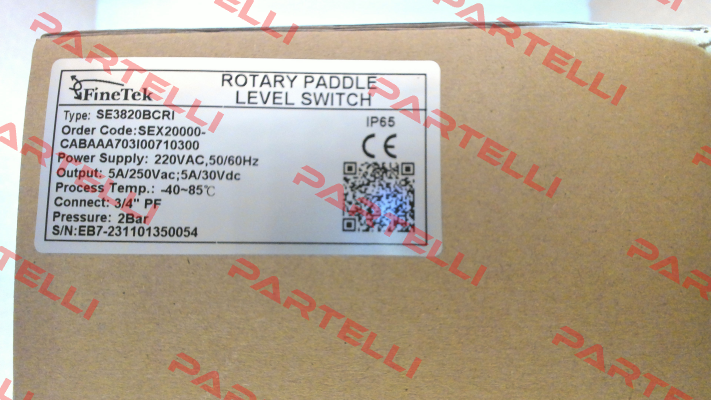 FineTek
ROTARY PADDLE
LEVEL SWITCH
Type: SE3820BCRI
Order Code:SEX20000-
CABAAA703I00710300
Power Supply: 220VAC,50/60Hz
Output: 5A/250Vac;5A/30Vdc
Process Temp.: -40~85℃
Connect: 3/4" PF
Pressure: 2Bar
S/N:EB7-231101350054
IP65
CE
PARTELLI
PARTELLI
PARTELLI
PARTELLI
PARTELLI
PARTELLI
PARTELLI
PARTELLI